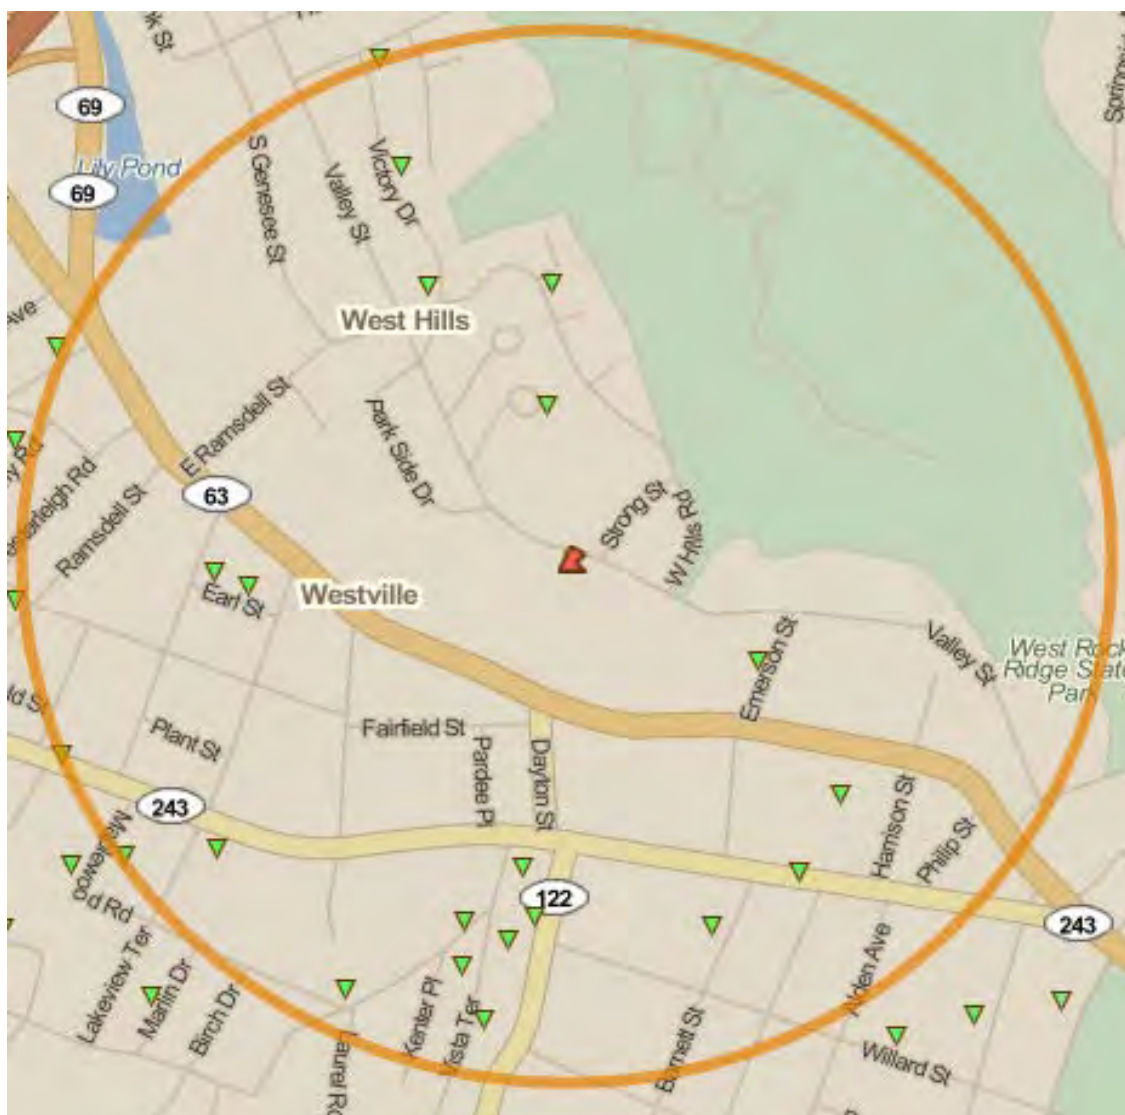 69
Lily Pond
69
S Genesee St
Valley St
Victory Dr
West Hills
Ave
E Ramsdell St
Park Side Dr
Ramsdell St
63
Strong St
W Hills Rd
Earl St
Westville
Emerson St
Valley St
West Rock
Ridge State
Park
Plant St
Fairfield St
Pardee Pl
Dayton St
243
Harrison St
Philip St
122
243
Lakeview Ter
Marlin Dr
Birch Dr
Kenter Pl
Vista Ter
Laurel Rd
Burnett St
Alden Ave
Willard St